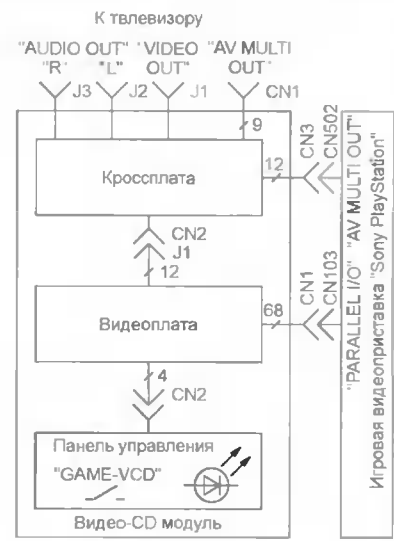 К твлевизору
"AUDIO OUT" "VIDEO "AV MULTI
"R" "L" OUT" OUT"
J3 J2 J1 CN1
9
12
CN3
CN502
Кроссплата
CN2
J1
12
68
CN1
CN103
Видеоплата
4
CN2
Панель управления
"GAME-VCD"
Видео-CD модуль
"PARALLEL I/O" "AV MULTI OUT"
Игровая видеоприставка "Sony PlayStation"